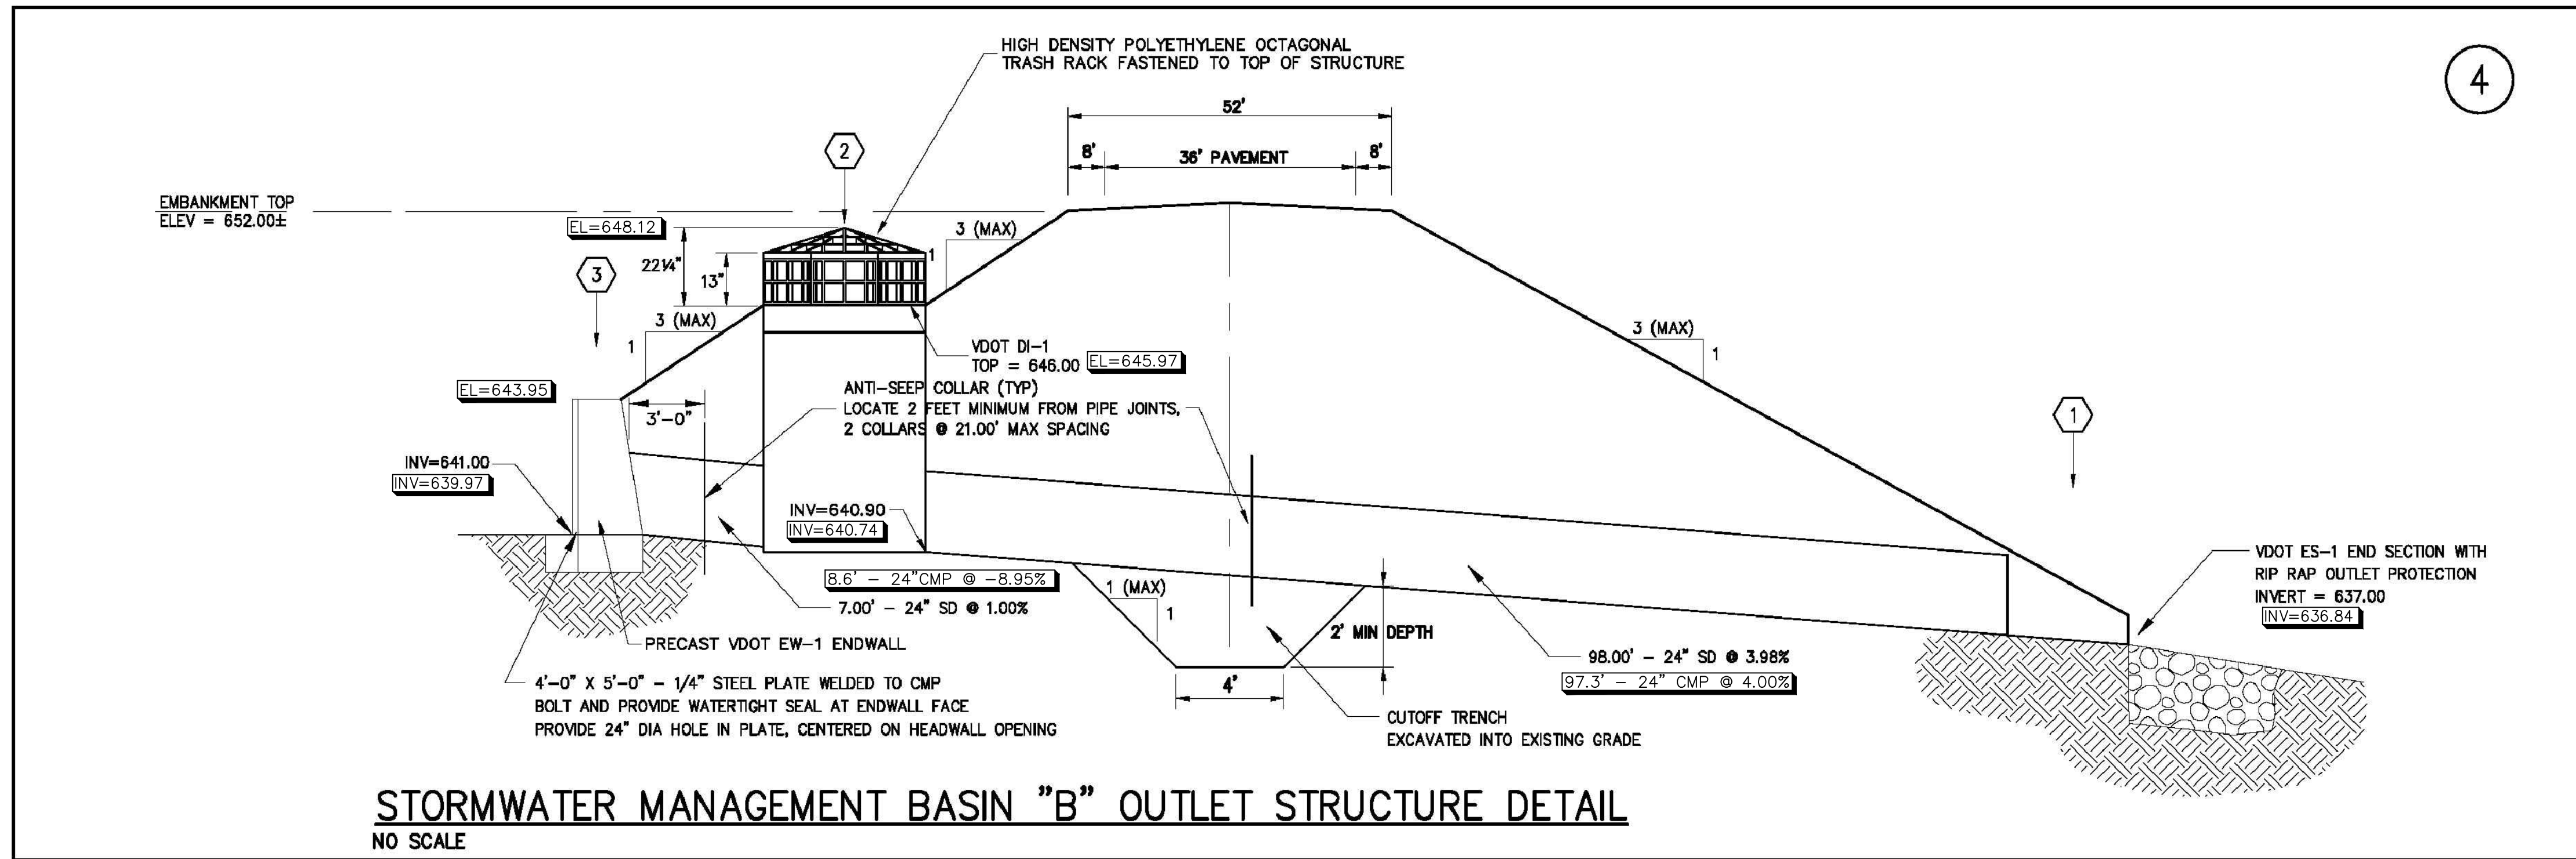 HIGH DENSITY POLYETHYLENE OCTAGONAL
TRASH RACK FASTENED TO TOP OF STRUCTURE
4
52'
8'
36' PAVEMENT
8'
2
EMBANKMENT TOP
ELEV = 652.00±
EL=648.12
3 (MAX)
1
22¼"
13"
3
3 (MAX)
1
3 (MAX)
1
VDOT DI-1
TOP = 646.00
EL=645.97
EL=643.95
3'-0"
ANTI-SEEP COLLAR (TYP)
LOCATE 2 FEET MINIMUM FROM PIPE JOINTS,
2 COLLARS @ 21.00' MAX SPACING
1
INV=641.00
INV=639.97
INV=640.90
INV=640.74
8.6' - 24"CMP @ -8.95%
7.00' - 24" SD @ 1.00%
1 (MAX)
1
2' MIN DEPTH
4'
VDOT ES-1 END SECTION WITH
RIP RAP OUTLET PROTECTION
INVERT = 637.00
INV=636.84
PRECAST VDOT EW-1 ENDWALL
98.00' - 24" SD @ 3.98%
97.3' - 24" CMP @ 4.00%
4'-0" X 5'-0" - 1/4" STEEL PLATE WELDED TO CMP
BOLT AND PROVIDE WATERTIGHT SEAL AT ENDWALL FACE
PROVIDE 24" DIA HOLE IN PLATE, CENTERED ON HEADWALL OPENING
CUTOFF TRENCH
EXCAVATED INTO EXISTING GRADE
STORMWATER MANAGEMENT BASIN "B" OUTLET STRUCTURE DETAIL
NO SCALE